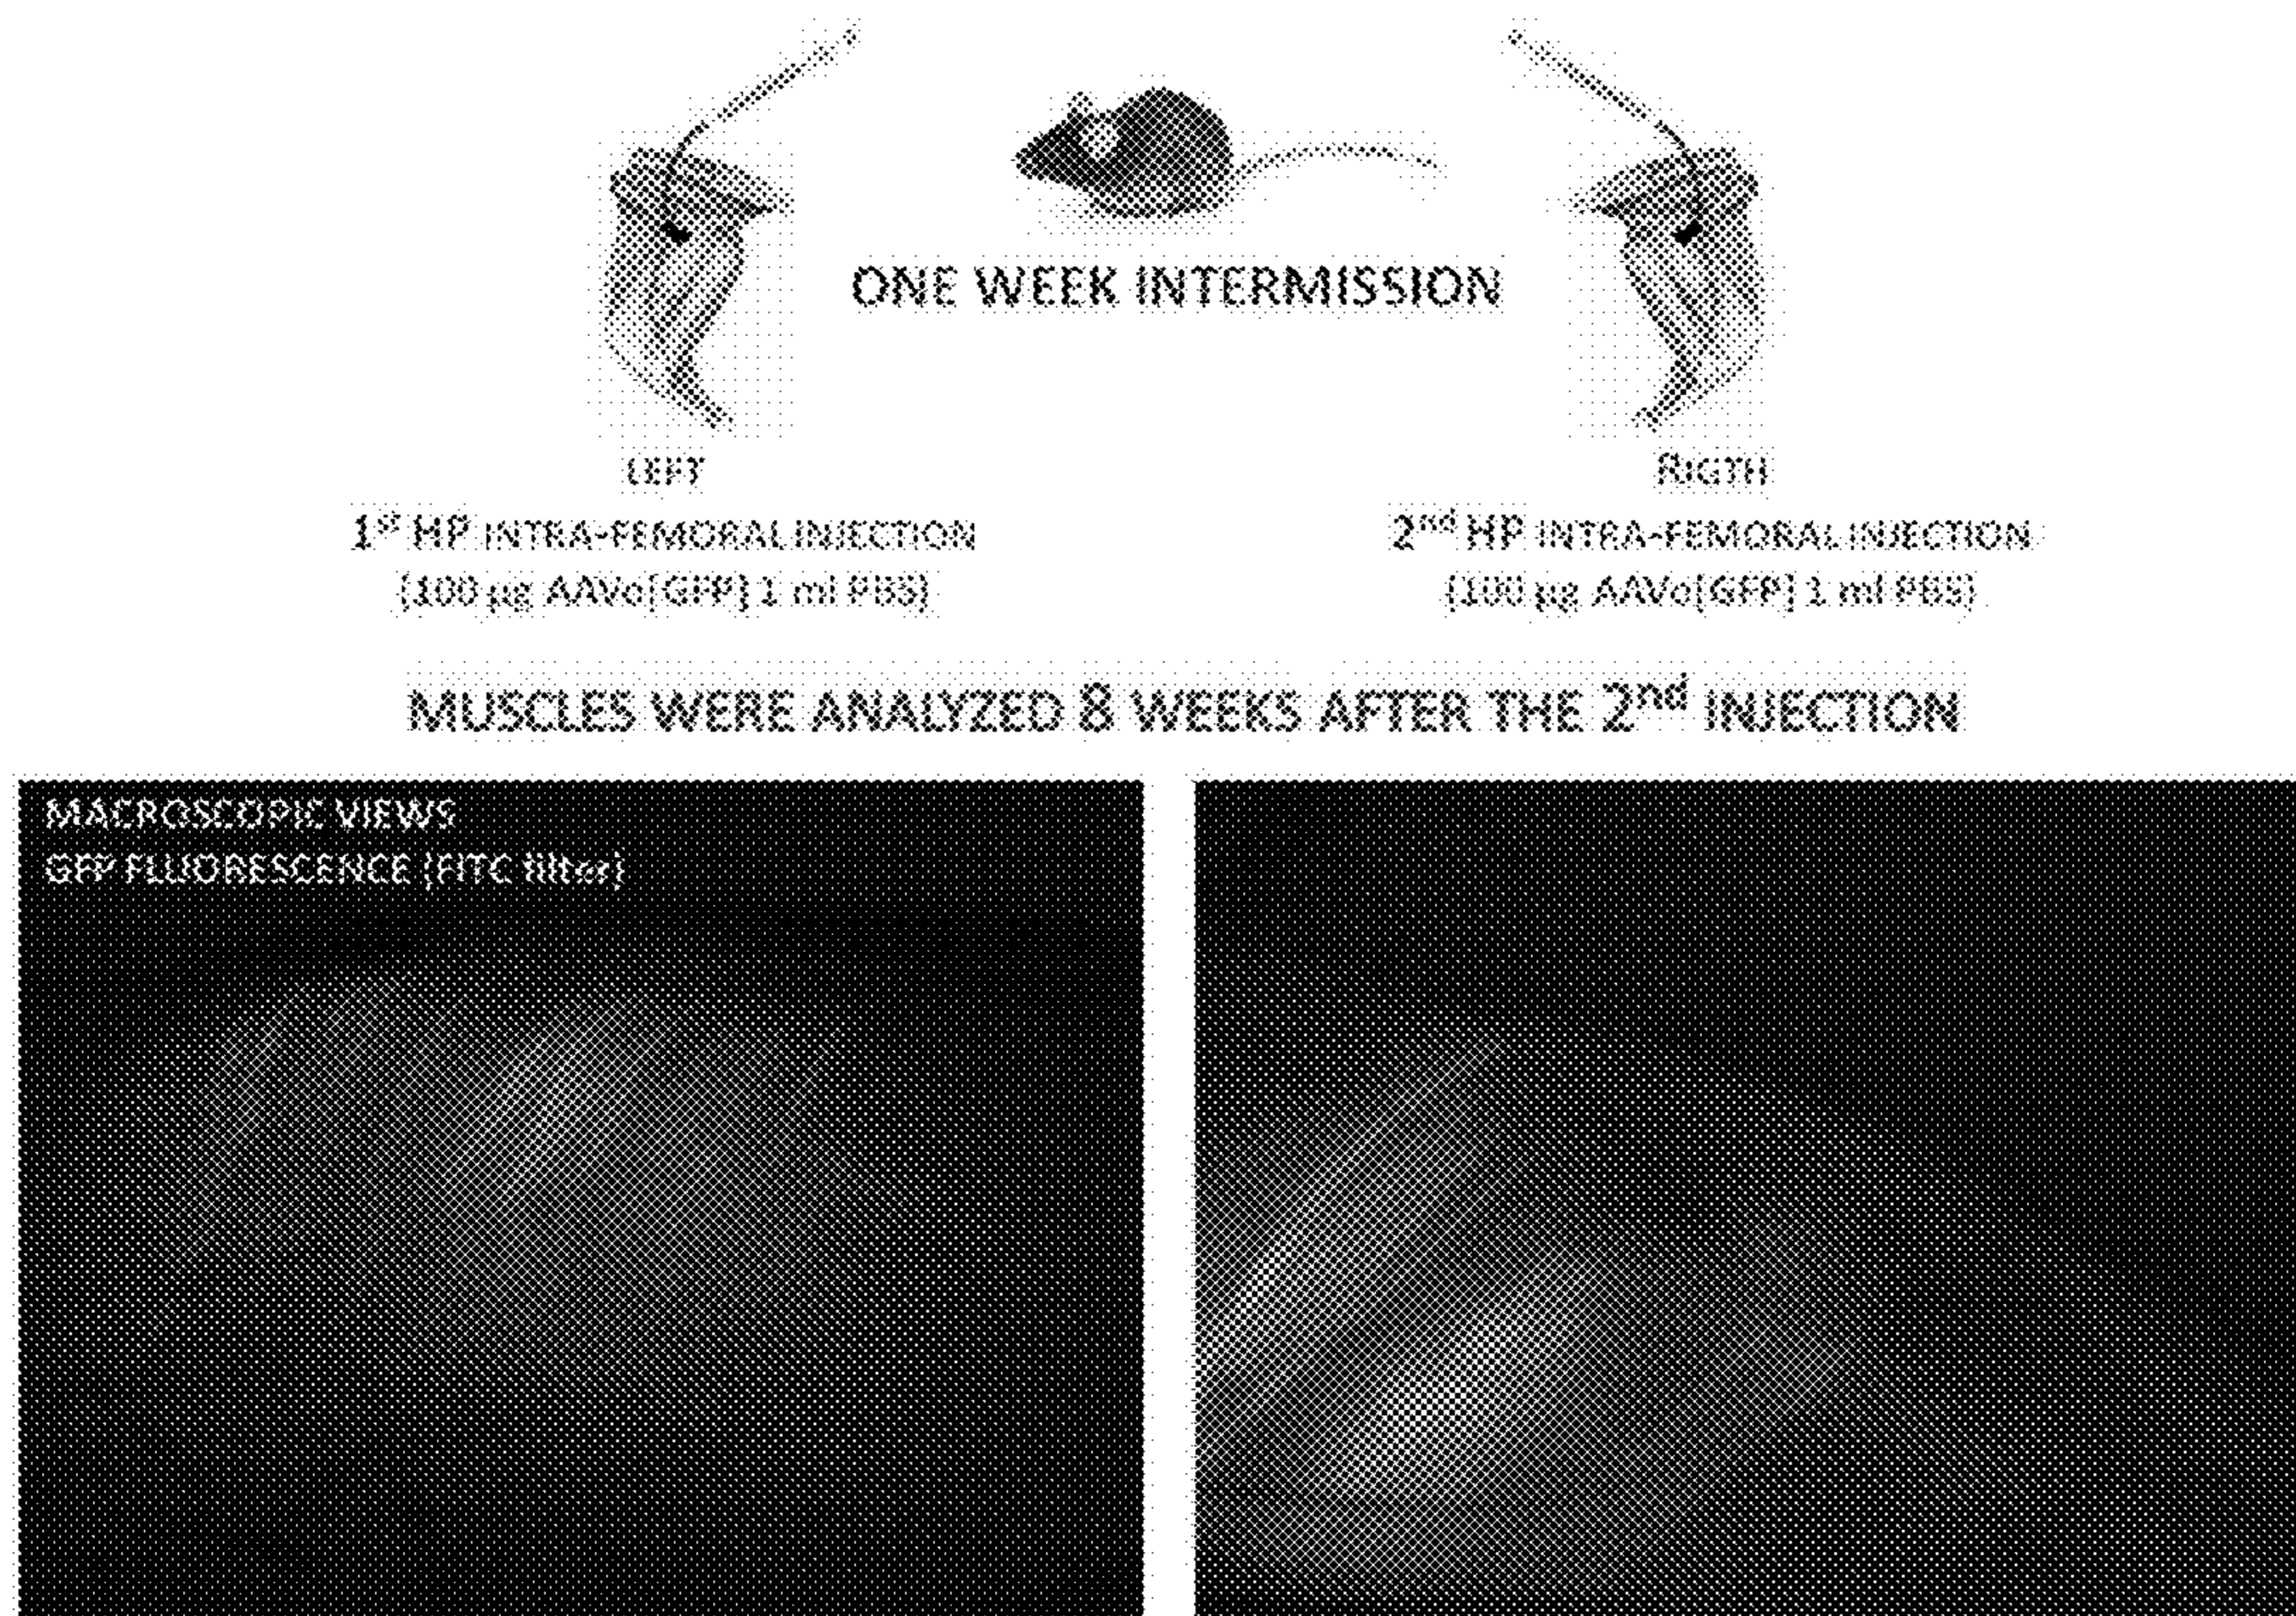 ONE WEEK INTERMISSION
LEFT
RIGTH
1st HP INTRA-FEMORAL INJECTION
(100 µg AAVo[GFP] 1 ml PBS)
2nd HP INTRA-FEMORAL INJECTION
(100 µg AAVo[GFP] 1 ml PBS)
MUSCLES WERE ANALYZED 8 WEEKS AFTER THE 2nd INJECTION
MACROSCOPIC VIEWS
GFP FLUORESCENCE (FITC filter)